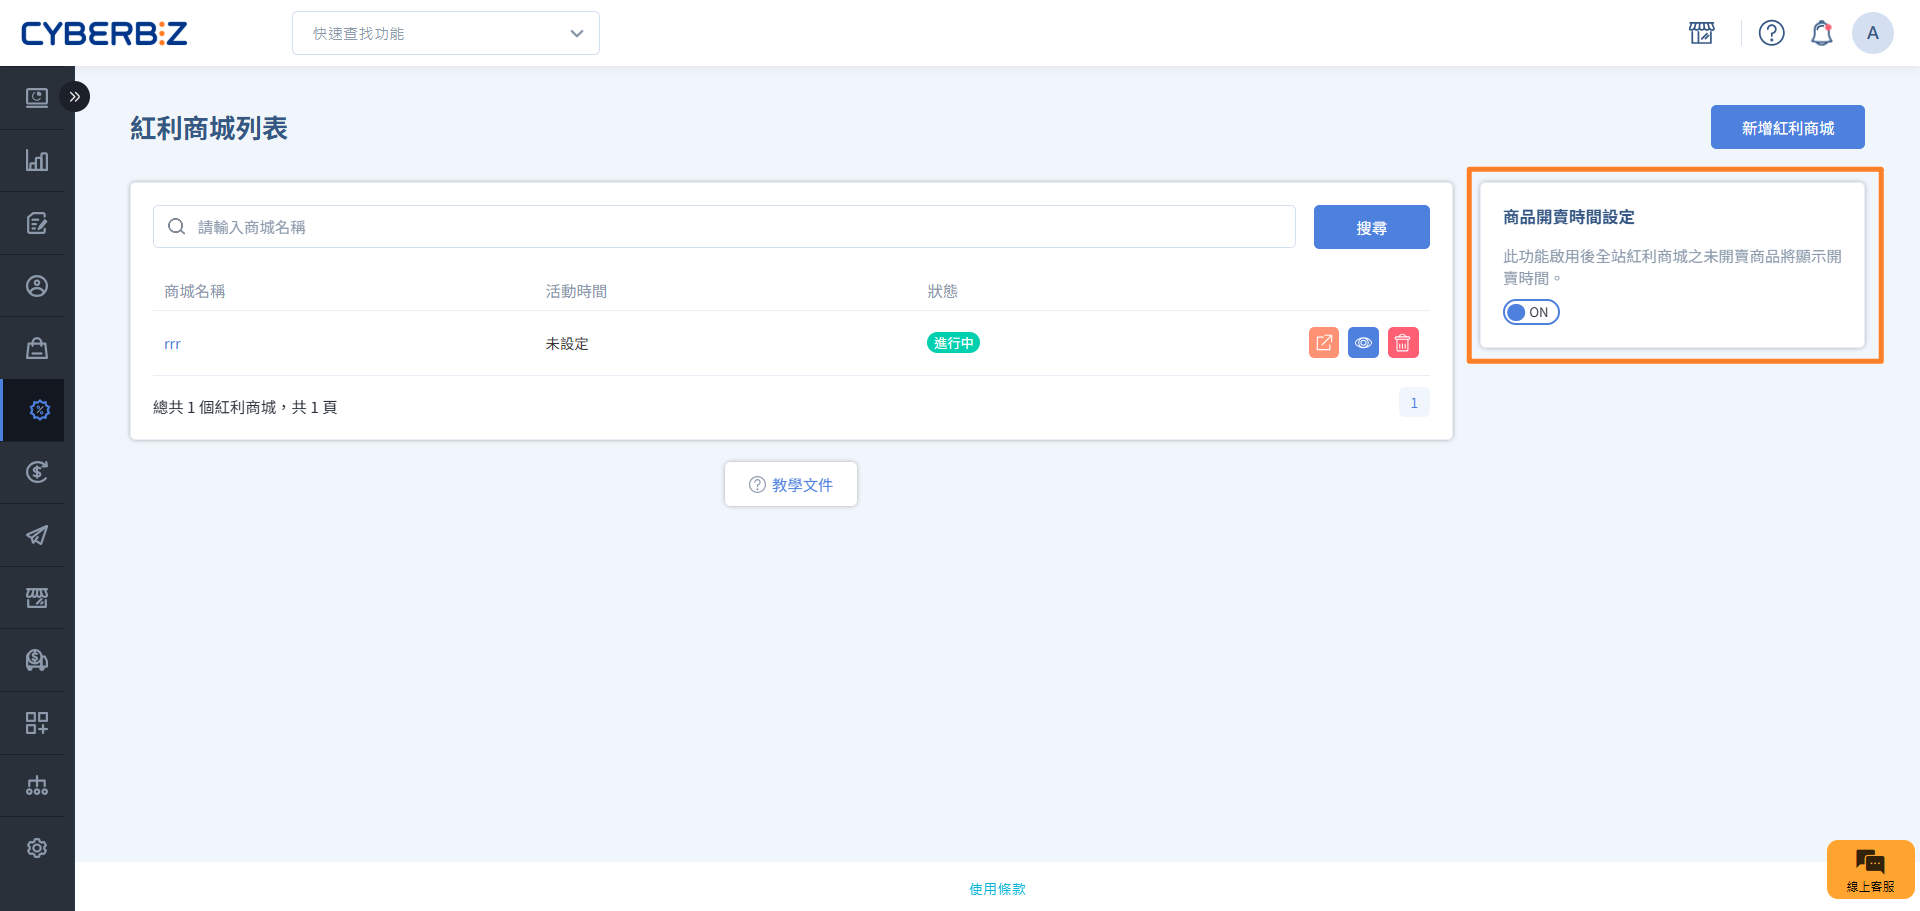 CYBERBIZ
快速查找功能
A
紅利商城列表
新增紅利商城
請輸入商城名稱
搜尋
商城名稱 活動時間 狀態
rrr 未設定 進行中
總共 1 個紅利商城，共 1 頁
1
商品開賣時間設定
此功能啟用後全站紅利商城之未開賣商品將顯示開
賣時間。
ON
教學文件
使用條款
線上客服